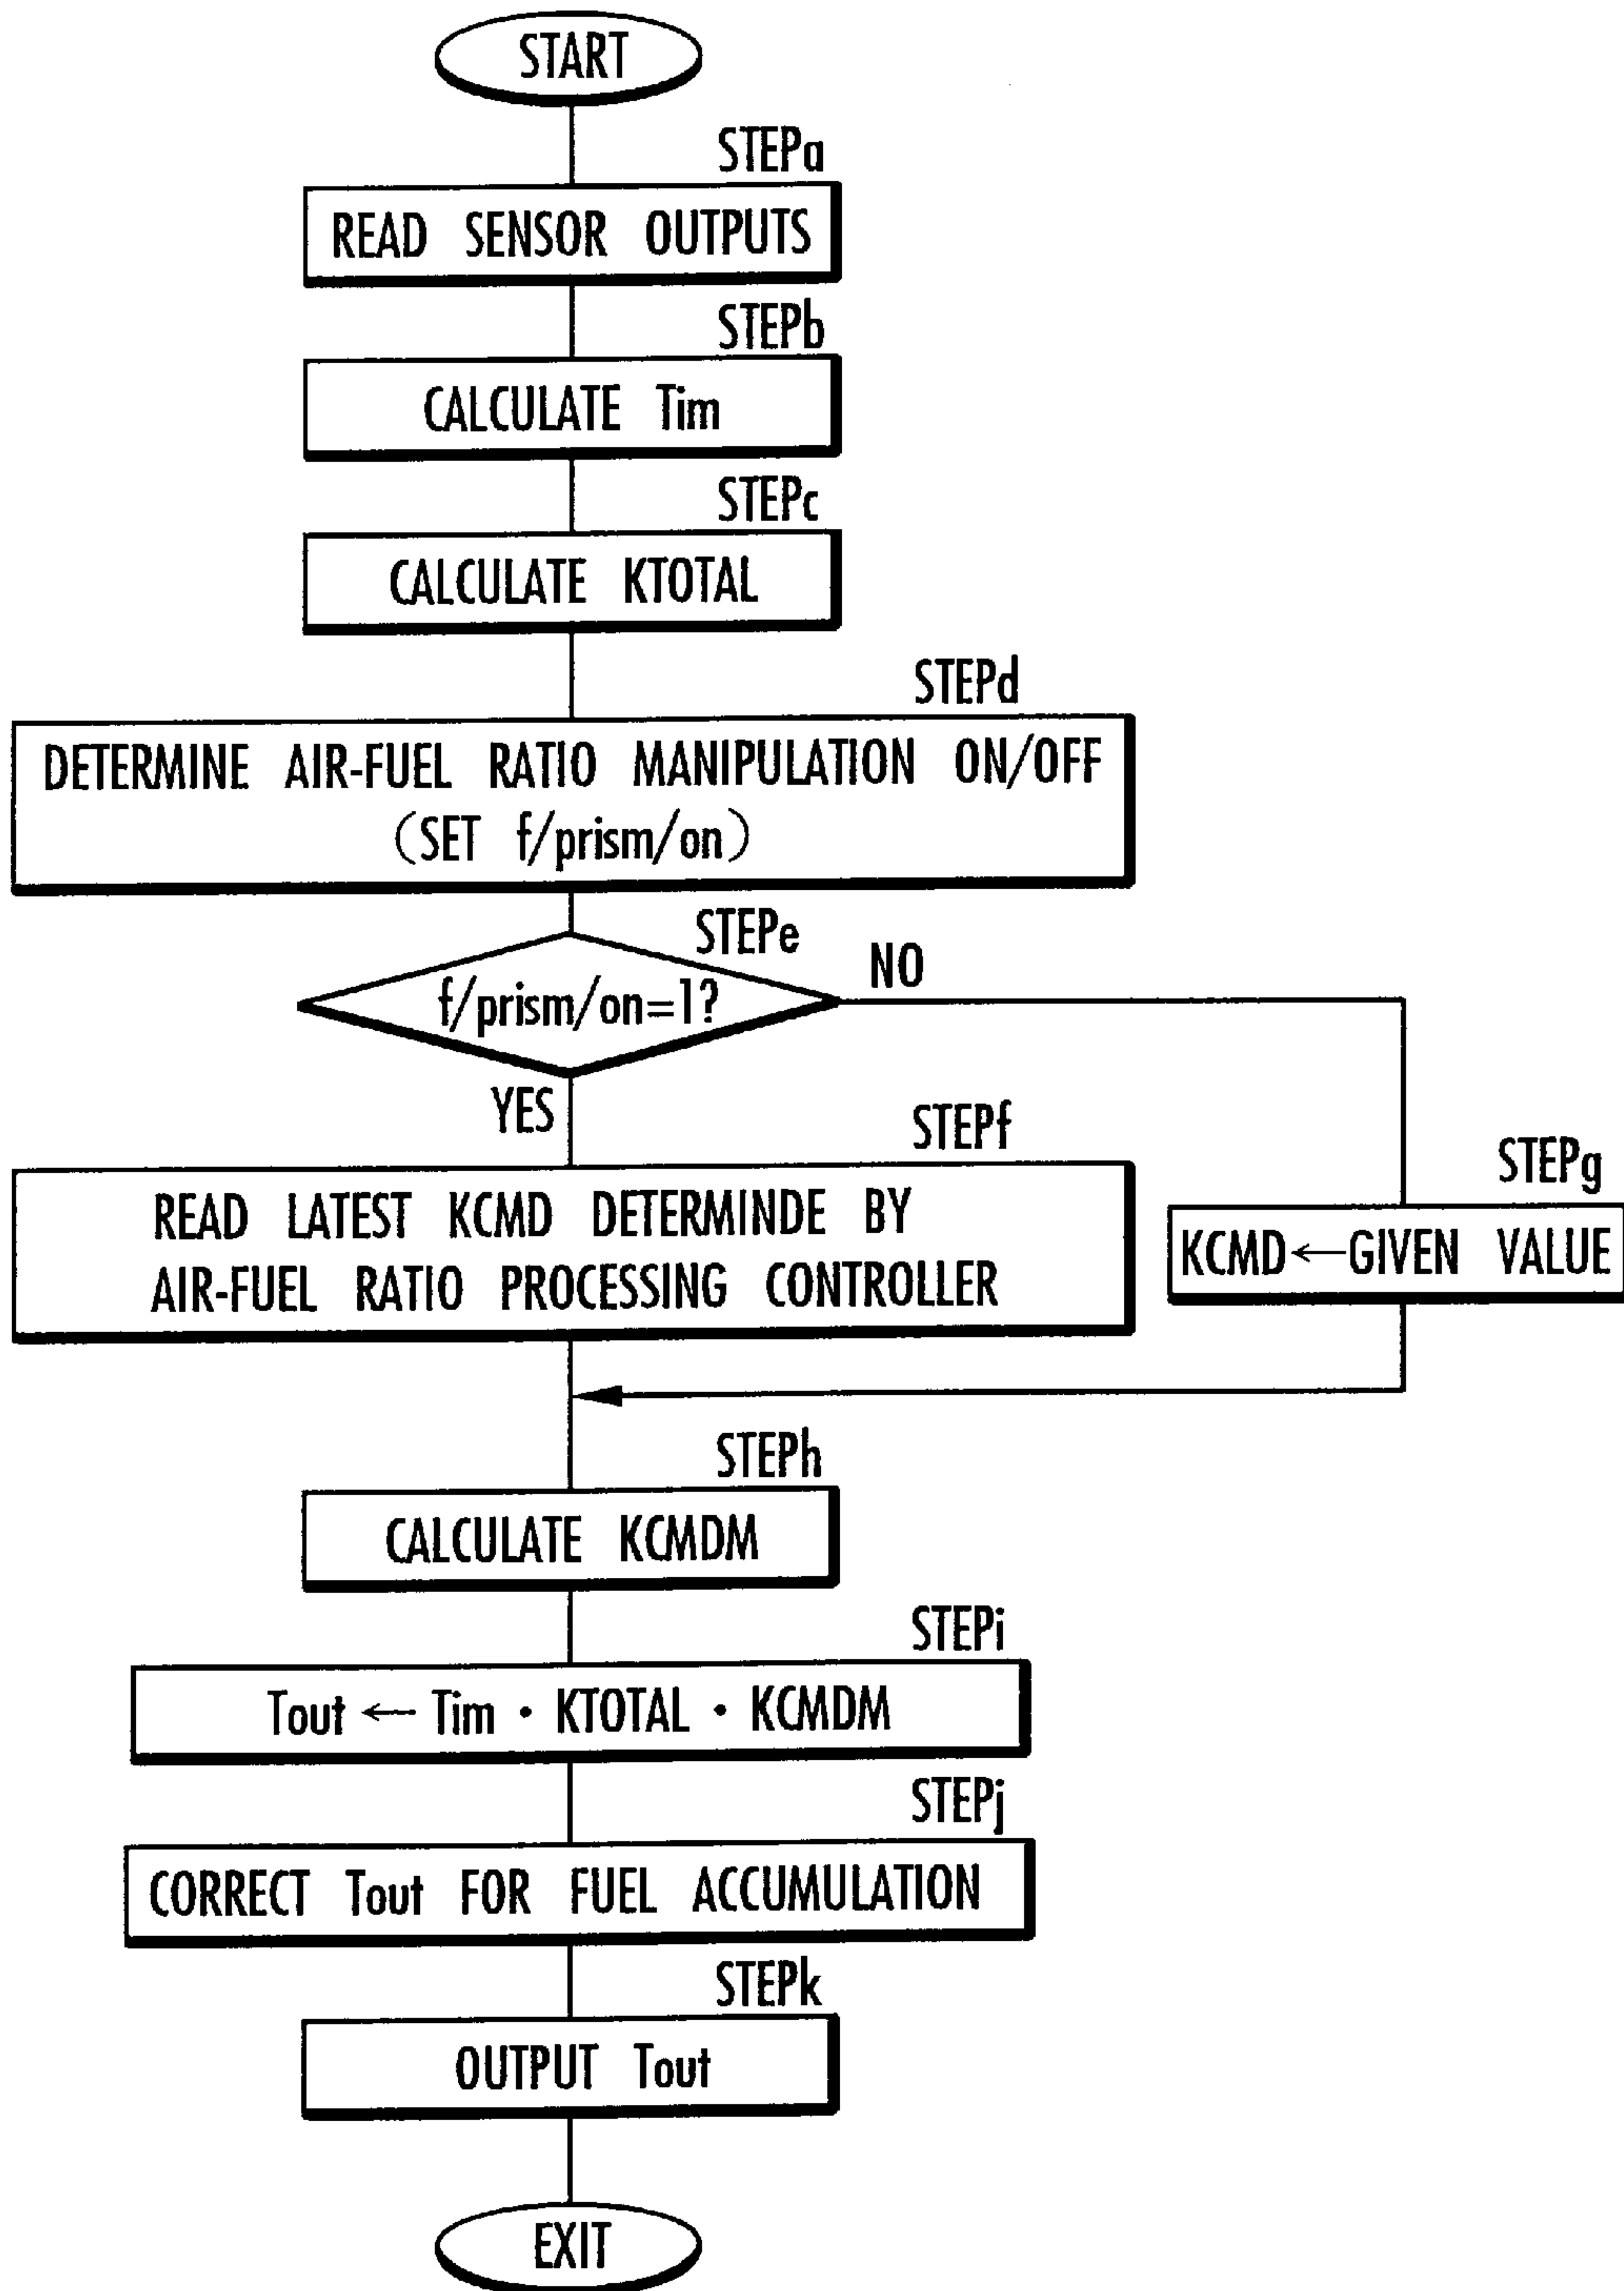 START
STEPa
READ SENSOR OUTPUTS
STEPb
CALCULATE Tim
STEPc
CALCULATE KTOTAL
STEPd
DETERMINE AIR-FUEL RATIO MANIPULATION ON/OFF
(SET f/prism/on)
STEPe
f/prism/on=1?
NO
YES
STEPf
READ LATEST KCMD DETERMINDE BY
AIR-FUEL RATIO PROCESSING CONTROLLER
STEPg
KCMD←GIVEN VALUE
STEPh
CALCULATE KCMDM
STEPi
Tout ← Tim · KTOTAL · KCMDM
STEPj
CORRECT Tout FOR FUEL ACCUMULATION
STEPk
OUTPUT Tout
EXIT